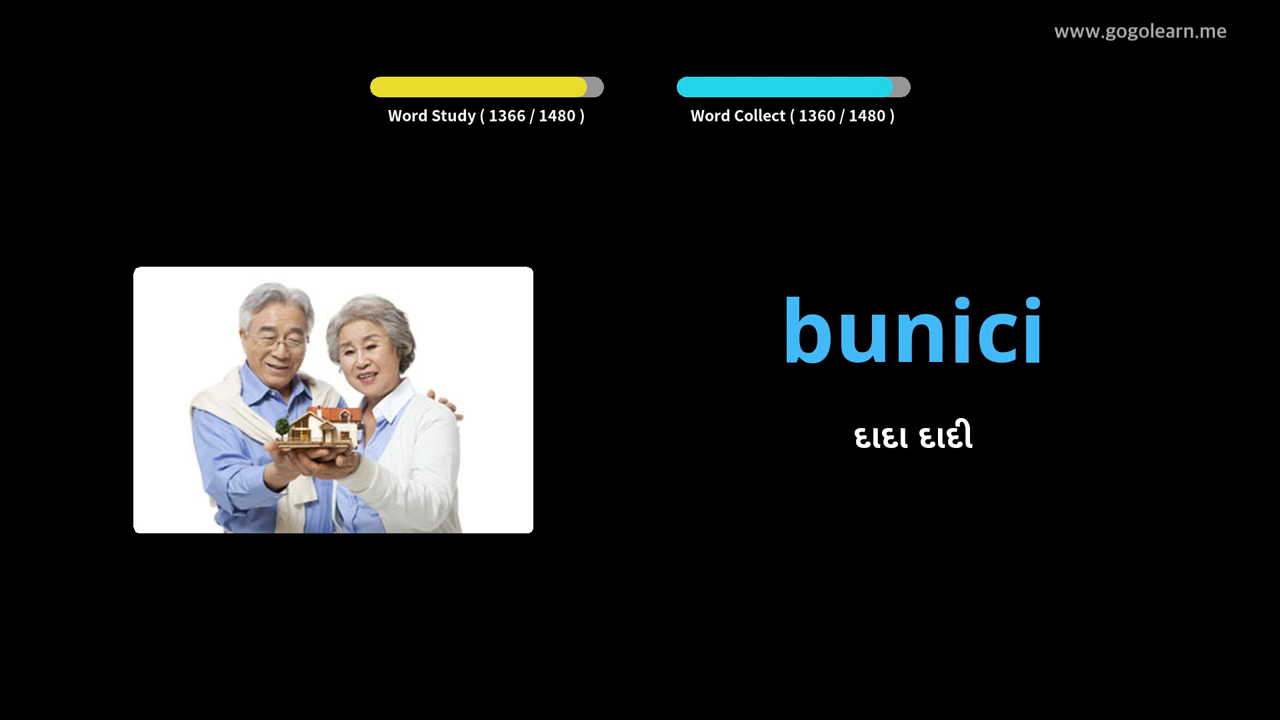 www.gogolearn.me
Word Study ( 1366 / 1480 )
Word Collect ( 1360 / 1480 )
bunici
દાદા દાદી